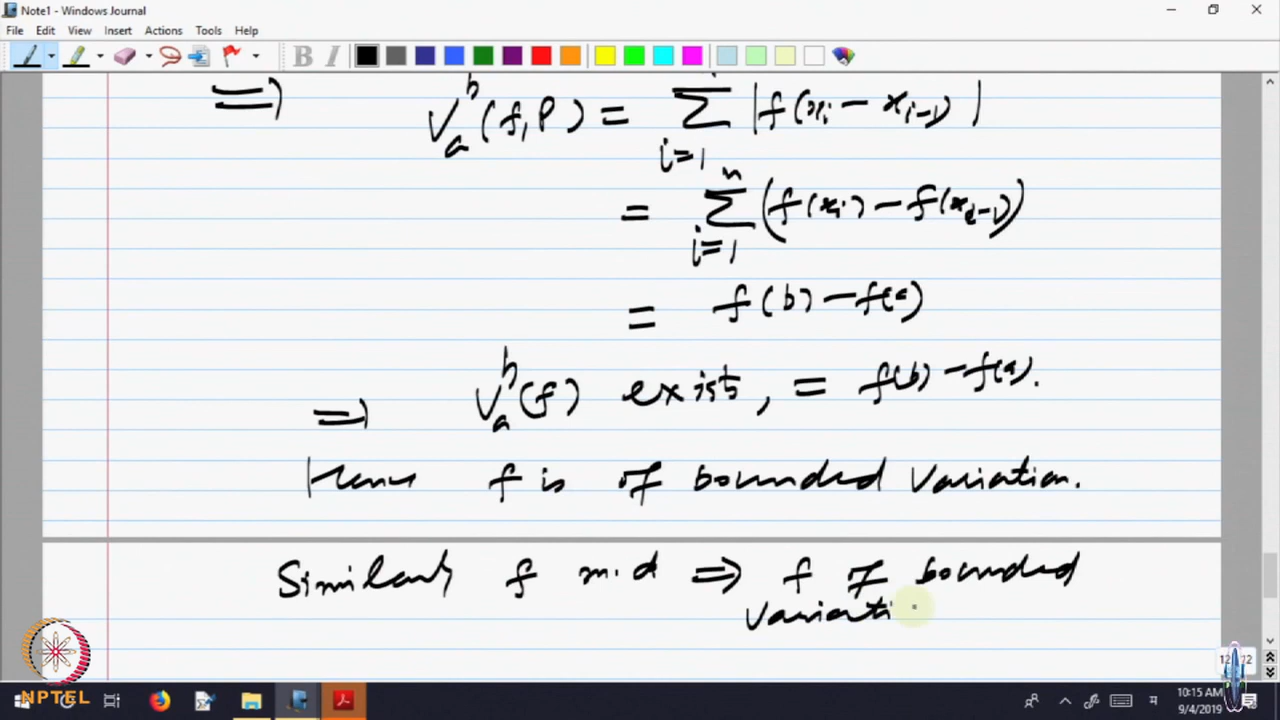 Note1 - Windows Journal
File Edit View Insert Actions Tools Help
B I
=> V_a^b (f, P) = Σ_{i=1} |f(x_i - x_{i-1})|
= Σ_{i=1}^n (f(x_i) - f(x_{i-1}))
= f(b) - f(a)
=> V_a^b (f) exists, = f(b) - f(a).
Hence f is of bounded Variation.
Similarly f m.d => f of bounded
Variati
NPTEL
10:15 AM
9/4/2019